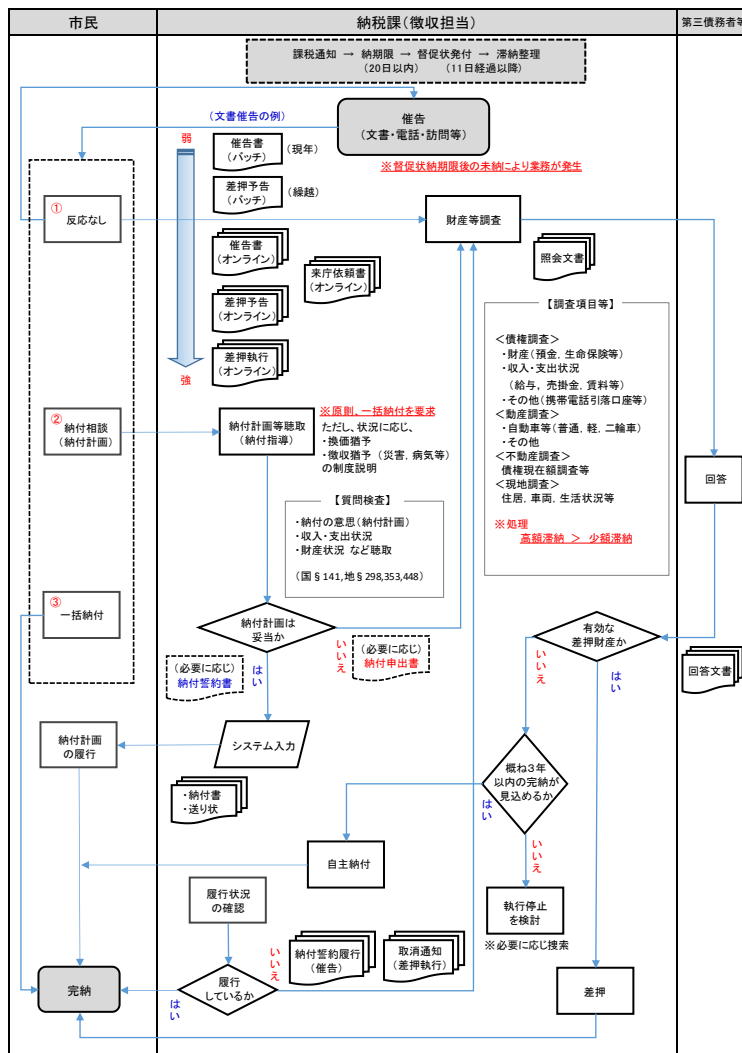 市民
納税課（徴収担当）
第三債務者等
課税通知 → 納期限 → 督促状発付 → 滞納整理
（20日以内）　（11日経過以降）
催告
（文書・電話・訪問等）
（文書催告の例）
弱
催告書
（バッチ）
（現年）
※督促状納期限後の未納により業務が発生
差押予告
（バッチ）
（繰越）
①
反応なし
財産等調査
催告書
（オンライン）
来庁依頼書
（オンライン）
照会文書
差押予告
（オンライン）
差押執行
（オンライン）
強
【調査項目等】
＜債権調査＞
・財産（預金，生命保険等）
・収入・支出状況
（給与，売掛金，賃料等）
・その他（携帯電話引落口座等）
＜動産調査＞
・自動車等（普通，軽，二輪車）
・その他
＜不動産調査＞
債権現在額調査等
＜現地調査＞
住居，車両，生活状況等
※処理
高額滞納 ＞ 少額滞納
②
納付相談
（納付計画）
納付計画等聴取
（納付指導）
※原則、一括納付を要求
ただし、状況に応じ、
・換価猶予
・徴収猶予（災害，病気等）
の制度説明
回答
【質問検査】
・納付の意思（納付計画）
・収入・支出状況
・財産状況 など聴取
（国§141，地§298,353,448）
③
一括納付
納付計画は
妥当か
いいえ
はい
（必要に応じ）
納付誓約書
（必要に応じ）
納付申出書
有効な
差押財産か
いいえ
はい
回答文書
納付計画
の履行
システム入力
・納付書
・送り状
概ね３年
以内の完納が
見込めるか
はい
いいえ
自主納付
履行状況
の確認
執行停止
を検討
※必要に応じ捜索
納付誓約履行
（催告）
取消通知
（差押執行）
いいえ
履行
しているか
はい
完納
差押